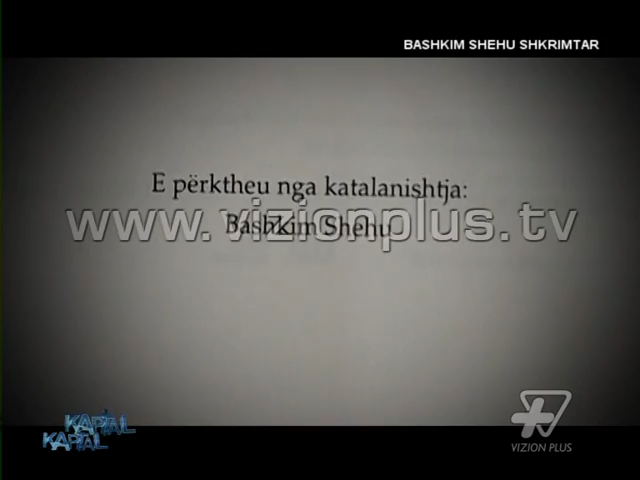 BASHKIM SHEHU SHKRIMTAR
E përktheu nga katalanishtja:
www.vizionplus.tv
Bashkim Shehu
KAPITAL
KAPITAL
VIZION PLUS